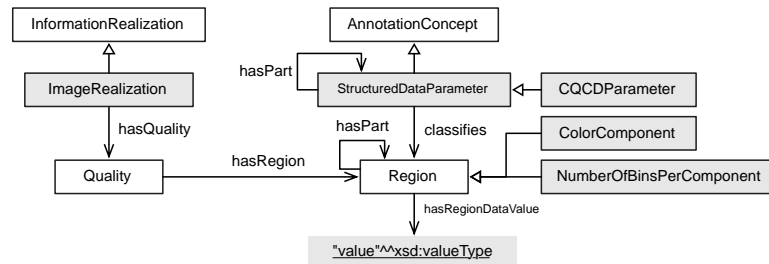 InformationRealization
AnnotationConcept
hasPart
ImageRealization
StructuredDataParameter
CQCDParameter
hasQuality
hasPart
classifies
ColorComponent
hasRegion
Quality
Region
NumberOfBinsPerComponent
hasRegionDataValue
"value"^^xsd:valueType